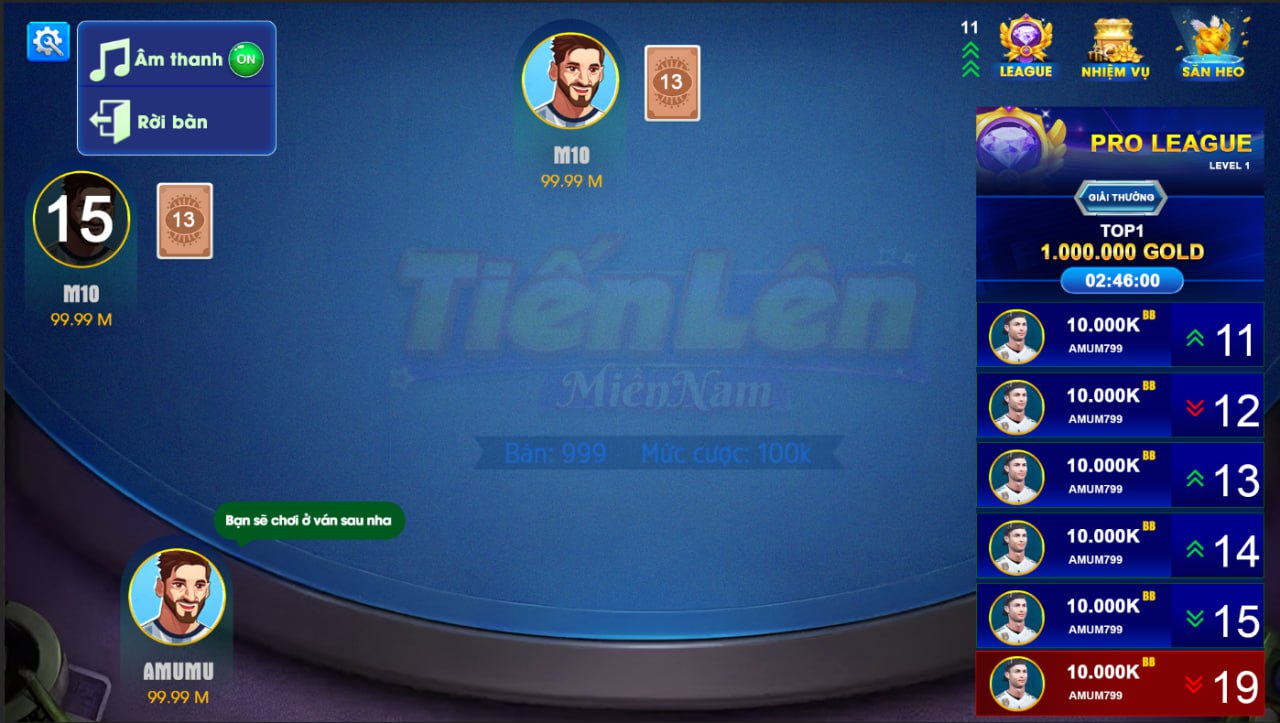 Âm thanh ON
Rời bàn
13
M10
99.99 M
15
13
M10
99.99 M
TiếnLên
MiềnNam
Bàn: 999 Mức cược: 100k
Bạn sẽ chơi ở ván sau nha
AMUMU
99.99 M
11
LEAGUE
NHIỆM VỤ
SĂN HEO
PRO LEAGUE
LEVEL 1
GIẢI THƯỞNG
TOP1
1.000.000 GOLD
02:46:00
10.000K BB
AMUM799
11
10.000K BB
AMUM799
12
10.000K BB
AMUM799
13
10.000K BB
AMUM799
14
10.000K BB
AMUM799
15
10.000K BB
AMUM799
19